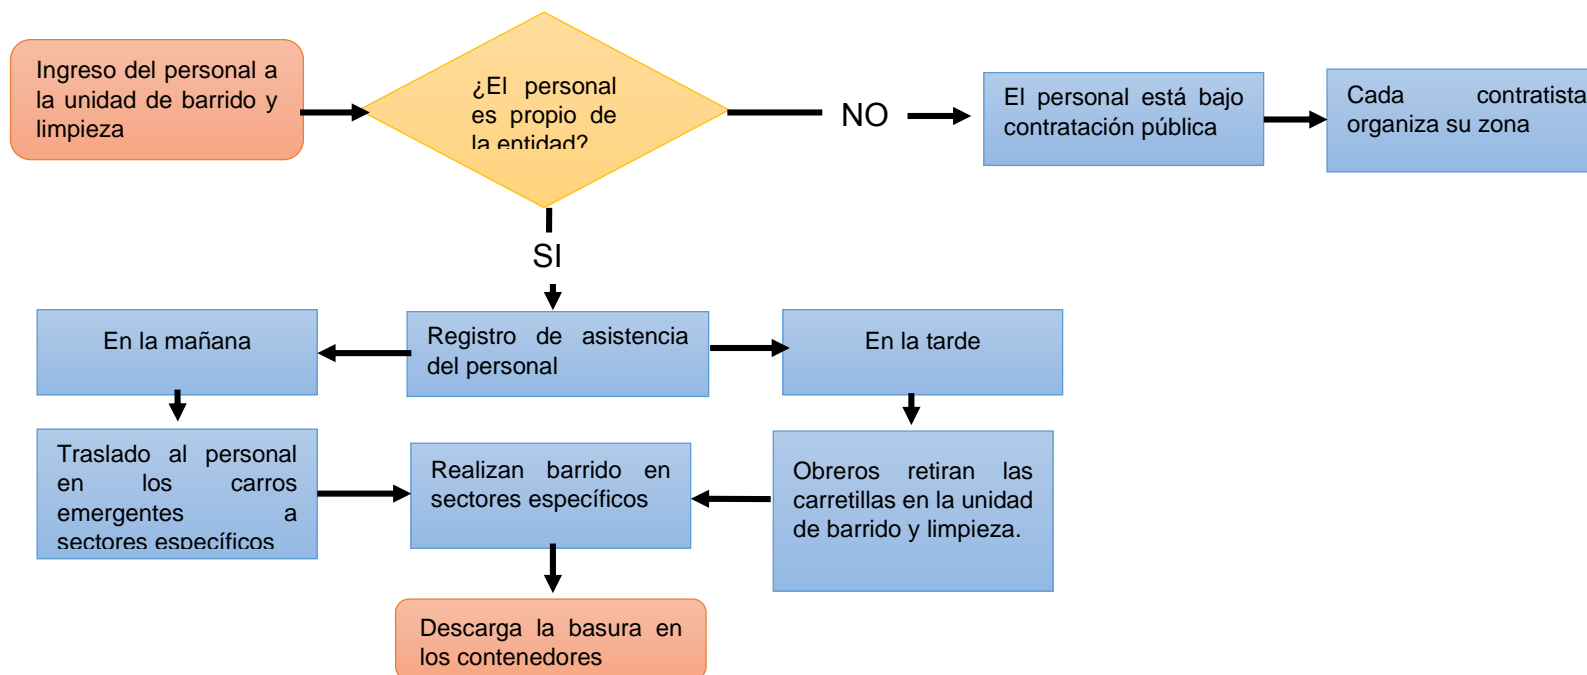 Ingreso del personal a
la unidad de barrido y
limpieza
¿El personal
es propio de
la entidad?
NO
El personal está bajo
contratación pública
Cada contratista
organiza su zona
SI
En la mañana
Registro de asistencia
del personal
En la tarde
Traslado al personal
en los carros
emergentes a
sectores específicos
Realizan barrido en
sectores específicos
Obreros retiran las
carretillas en la unidad
de barrido y limpieza.
Descarga la basura en
los contenedores